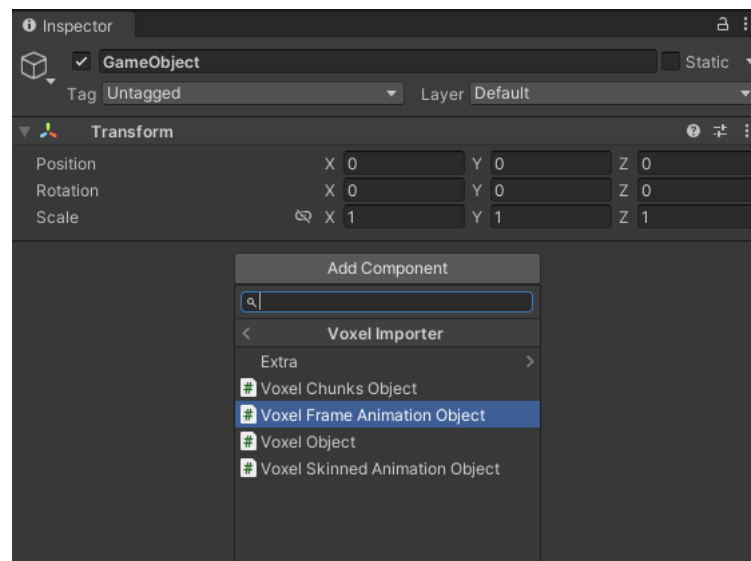 Inspector
GameObject Static
Tag Untagged Layer Default
Transform
Position X 0 Y 0 Z 0
Rotation X 0 Y 0 Z 0
Scale X 1 Y 1 Z 1
Add Component
Voxel Importer
Extra
# Voxel Chunks Object
# Voxel Frame Animation Object
# Voxel Object
# Voxel Skinned Animation Object